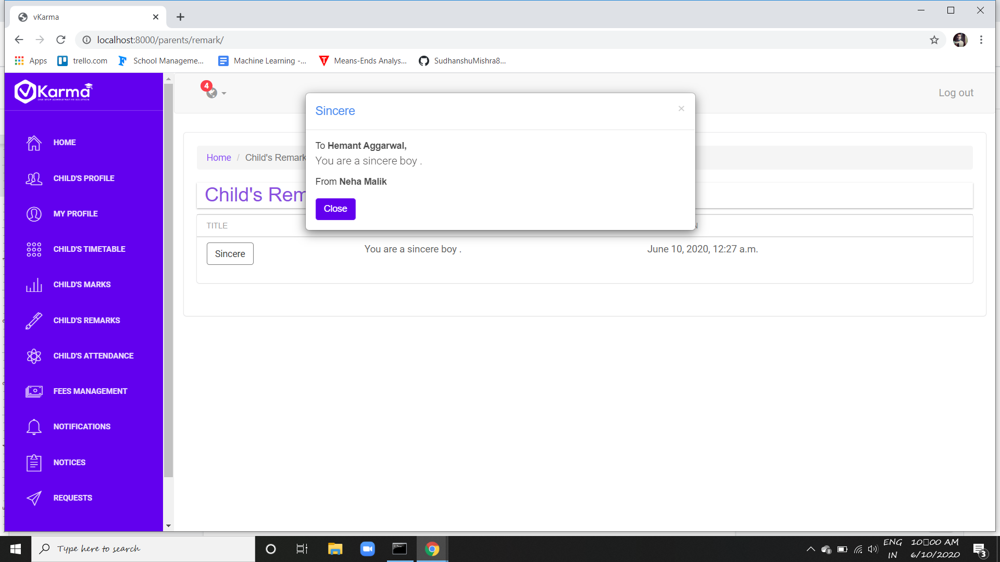 vKarma
localhost:8000/parents/remark/
Apps trello.com School Manageme... Machine Learning -... Means-Ends Analys... SudhanshuMishra8...
Karma
ONE STOP ADMINISTRATIVE SOLUTION
4
Log out
Sincere ×
To Hemant Aggarwal,
You are a sincere boy .
From Neha Malik
Close
Home / Child's Remark
Child's Rem
TITLE
Sincere You are a sincere boy . June 10, 2020, 12:27 a.m.
HOME
CHILD'S PROFILE
MY PROFILE
CHILD'S TIMETABLE
CHILD'S MARKS
CHILD'S REMARKS
CHILD'S ATTENDANCE
FEES MANAGEMENT
NOTIFICATIONS
NOTICES
REQUESTS
Type here to search
ENG
IN
10□00 AM
6/10/2020
3